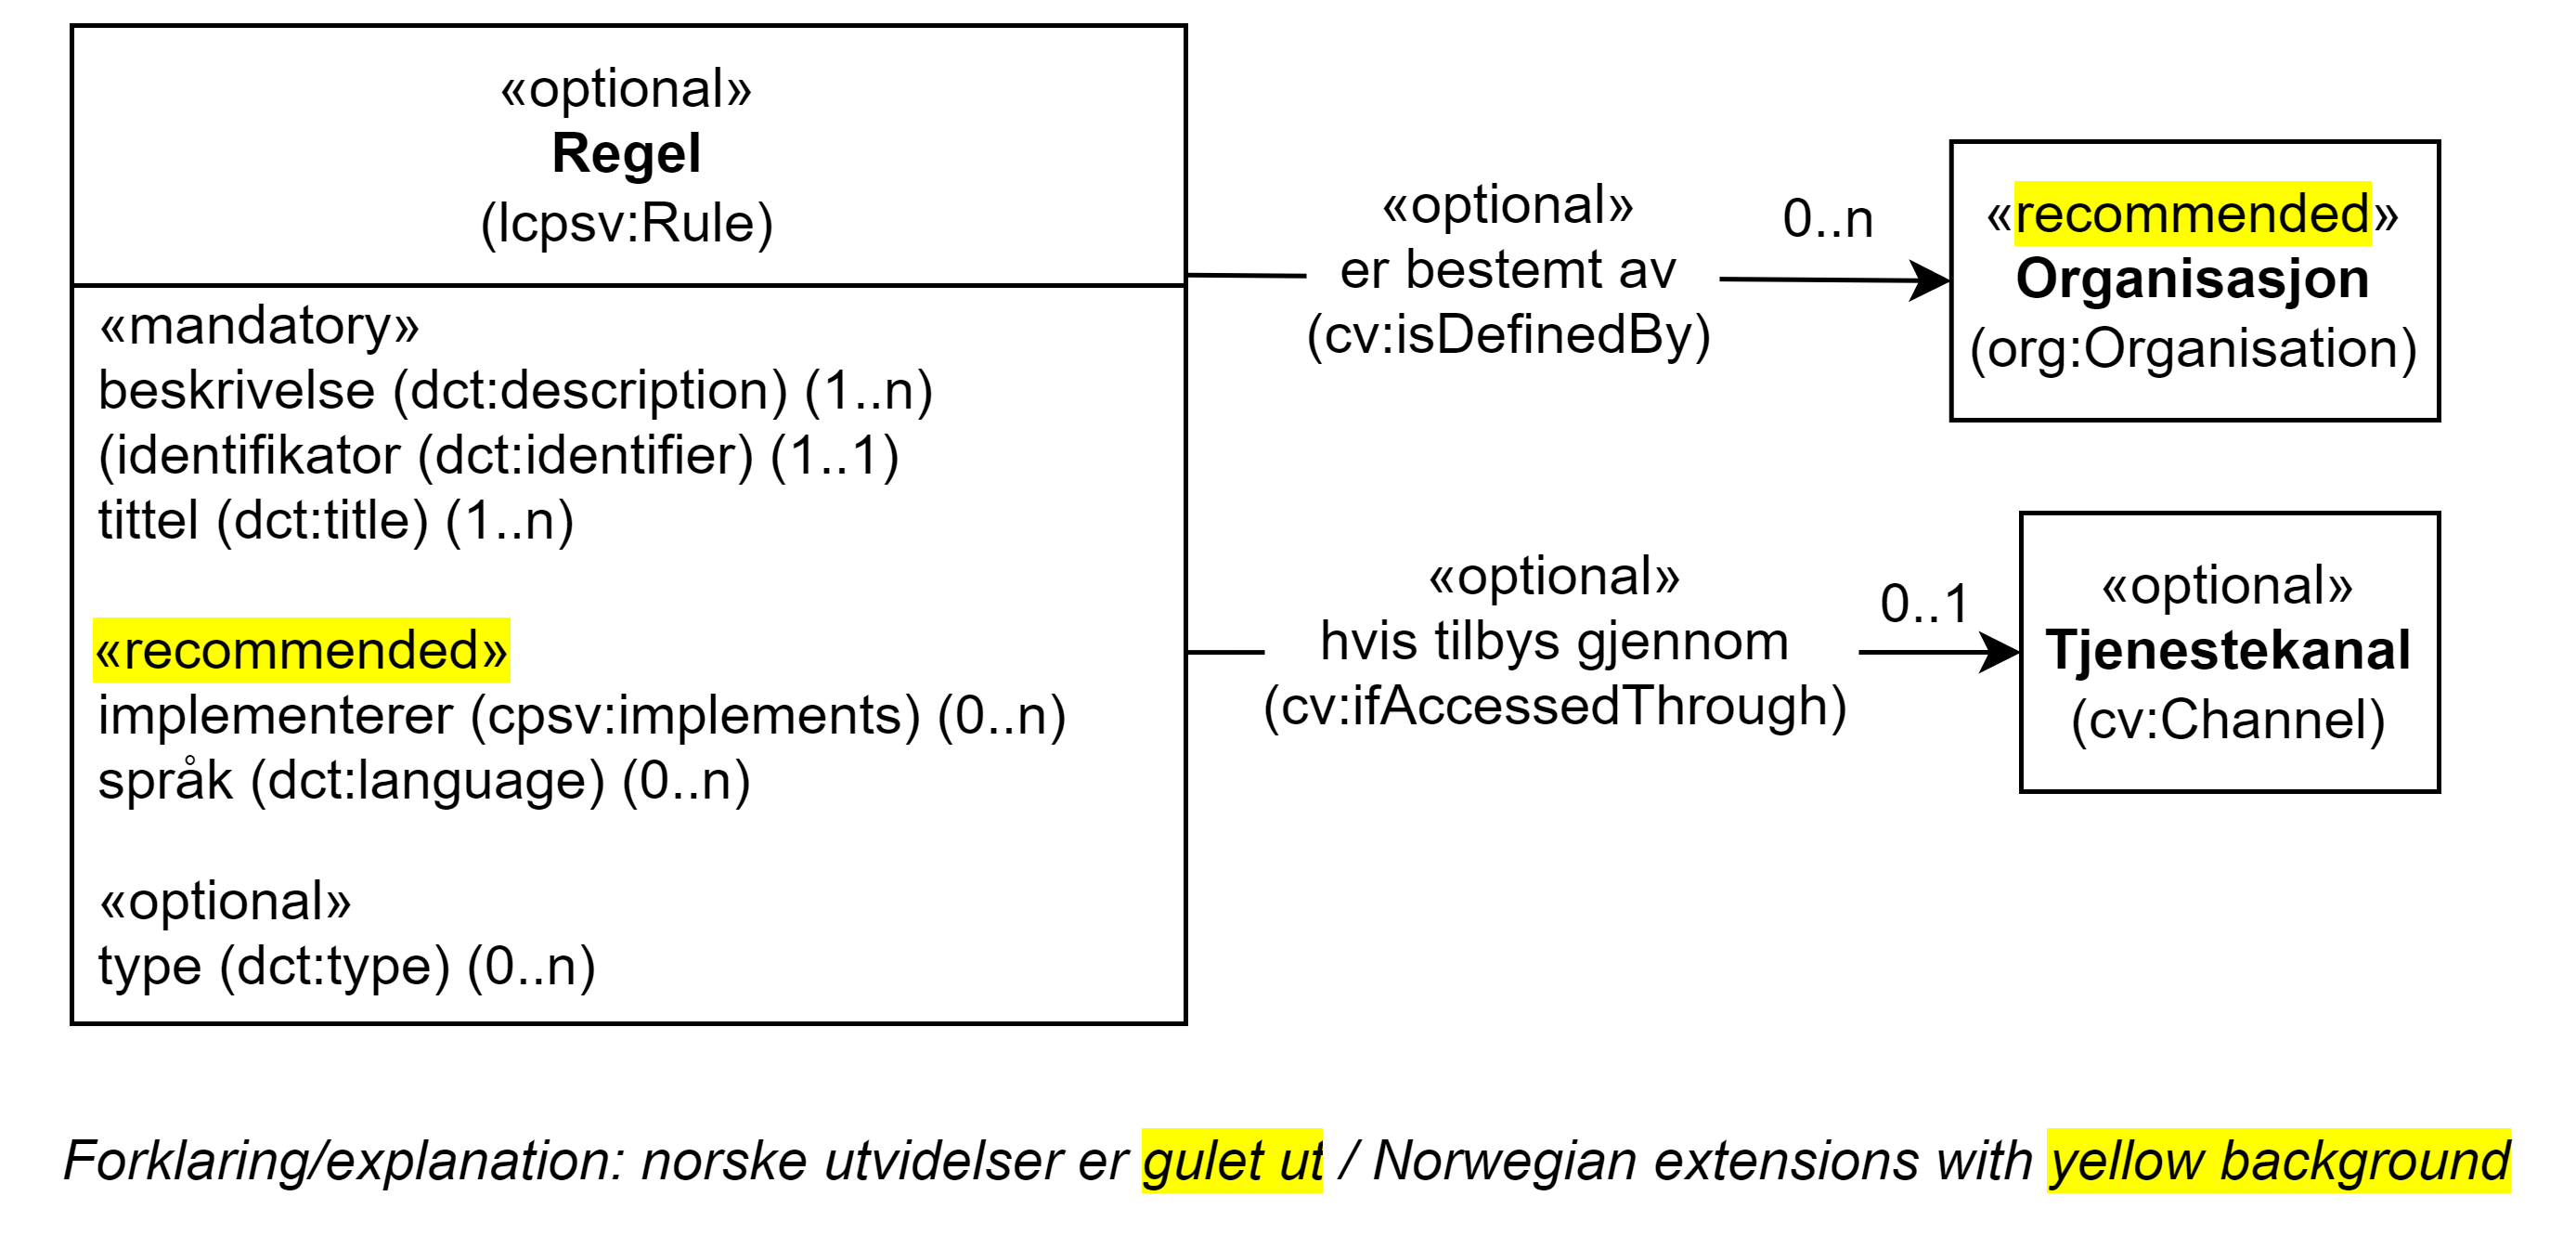 «optional»
Regel
(lcpsv:Rule)
«mandatory»
beskrivelse (dct:description) (1..n)
(identifikator (dct:identifier) (1..1)
tittel (dct:title) (1..n)
«recommended»
implementerer (cpsv:implements) (0..n)
språk (dct:language) (0..n)
«optional»
type (dct:type) (0..n)
«optional»
er bestemt av
(cv:isDefinedBy)
0..n
«recommended»
Organisasjon
(org:Organisation)
«optional»
hvis tilbys gjennom
(cv:ifAccessedThrough)
0..1
«optional»
Tjenestekanal
(cv:Channel)
Forklaring/explanation: norske utvidelser er gulet ut / Norwegian extensions with yellow background